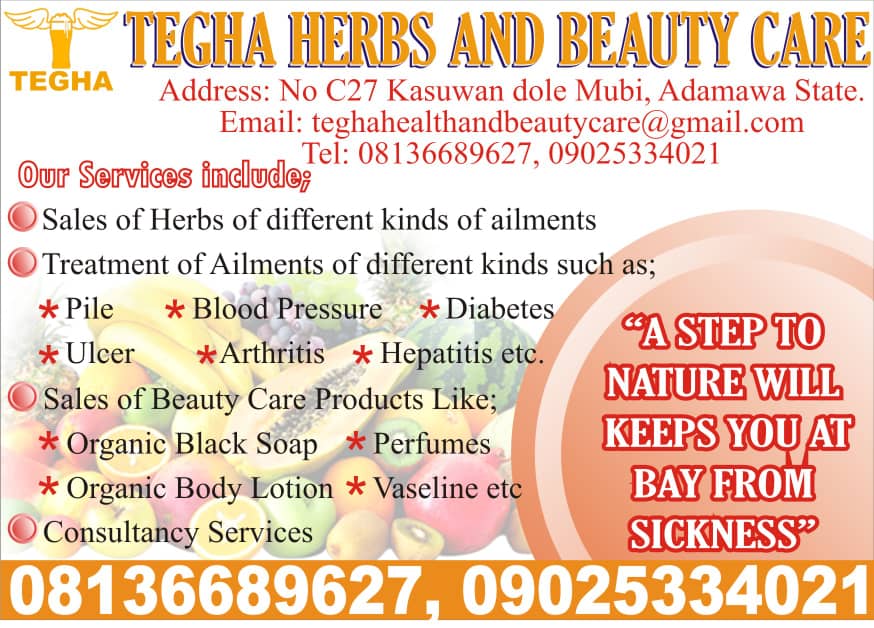 TEGHA
TEGHA HERBS AND BEAUTY CARE
Address: No C27 Kasuwan dole Mubi, Adamawa State.
Email: teghahealthandbeautycare@gmail.com
Tel: 08136689627, 09025334021
Our Services include;
Sales of Herbs of different kinds of ailments
Treatment of Ailments of different kinds such as;
* Pile * Blood Pressure * Diabetes
* Ulcer * Arthritis * Hepatitis etc.
Sales of Beauty Care Products Like;
* Organic Black Soap * Perfumes
* Organic Body Lotion * Vaseline etc
Consultancy Services
“A STEP TO
NATURE WILL
KEEPS YOU AT
BAY FROM
SICKNESS”
08136689627, 09025334021